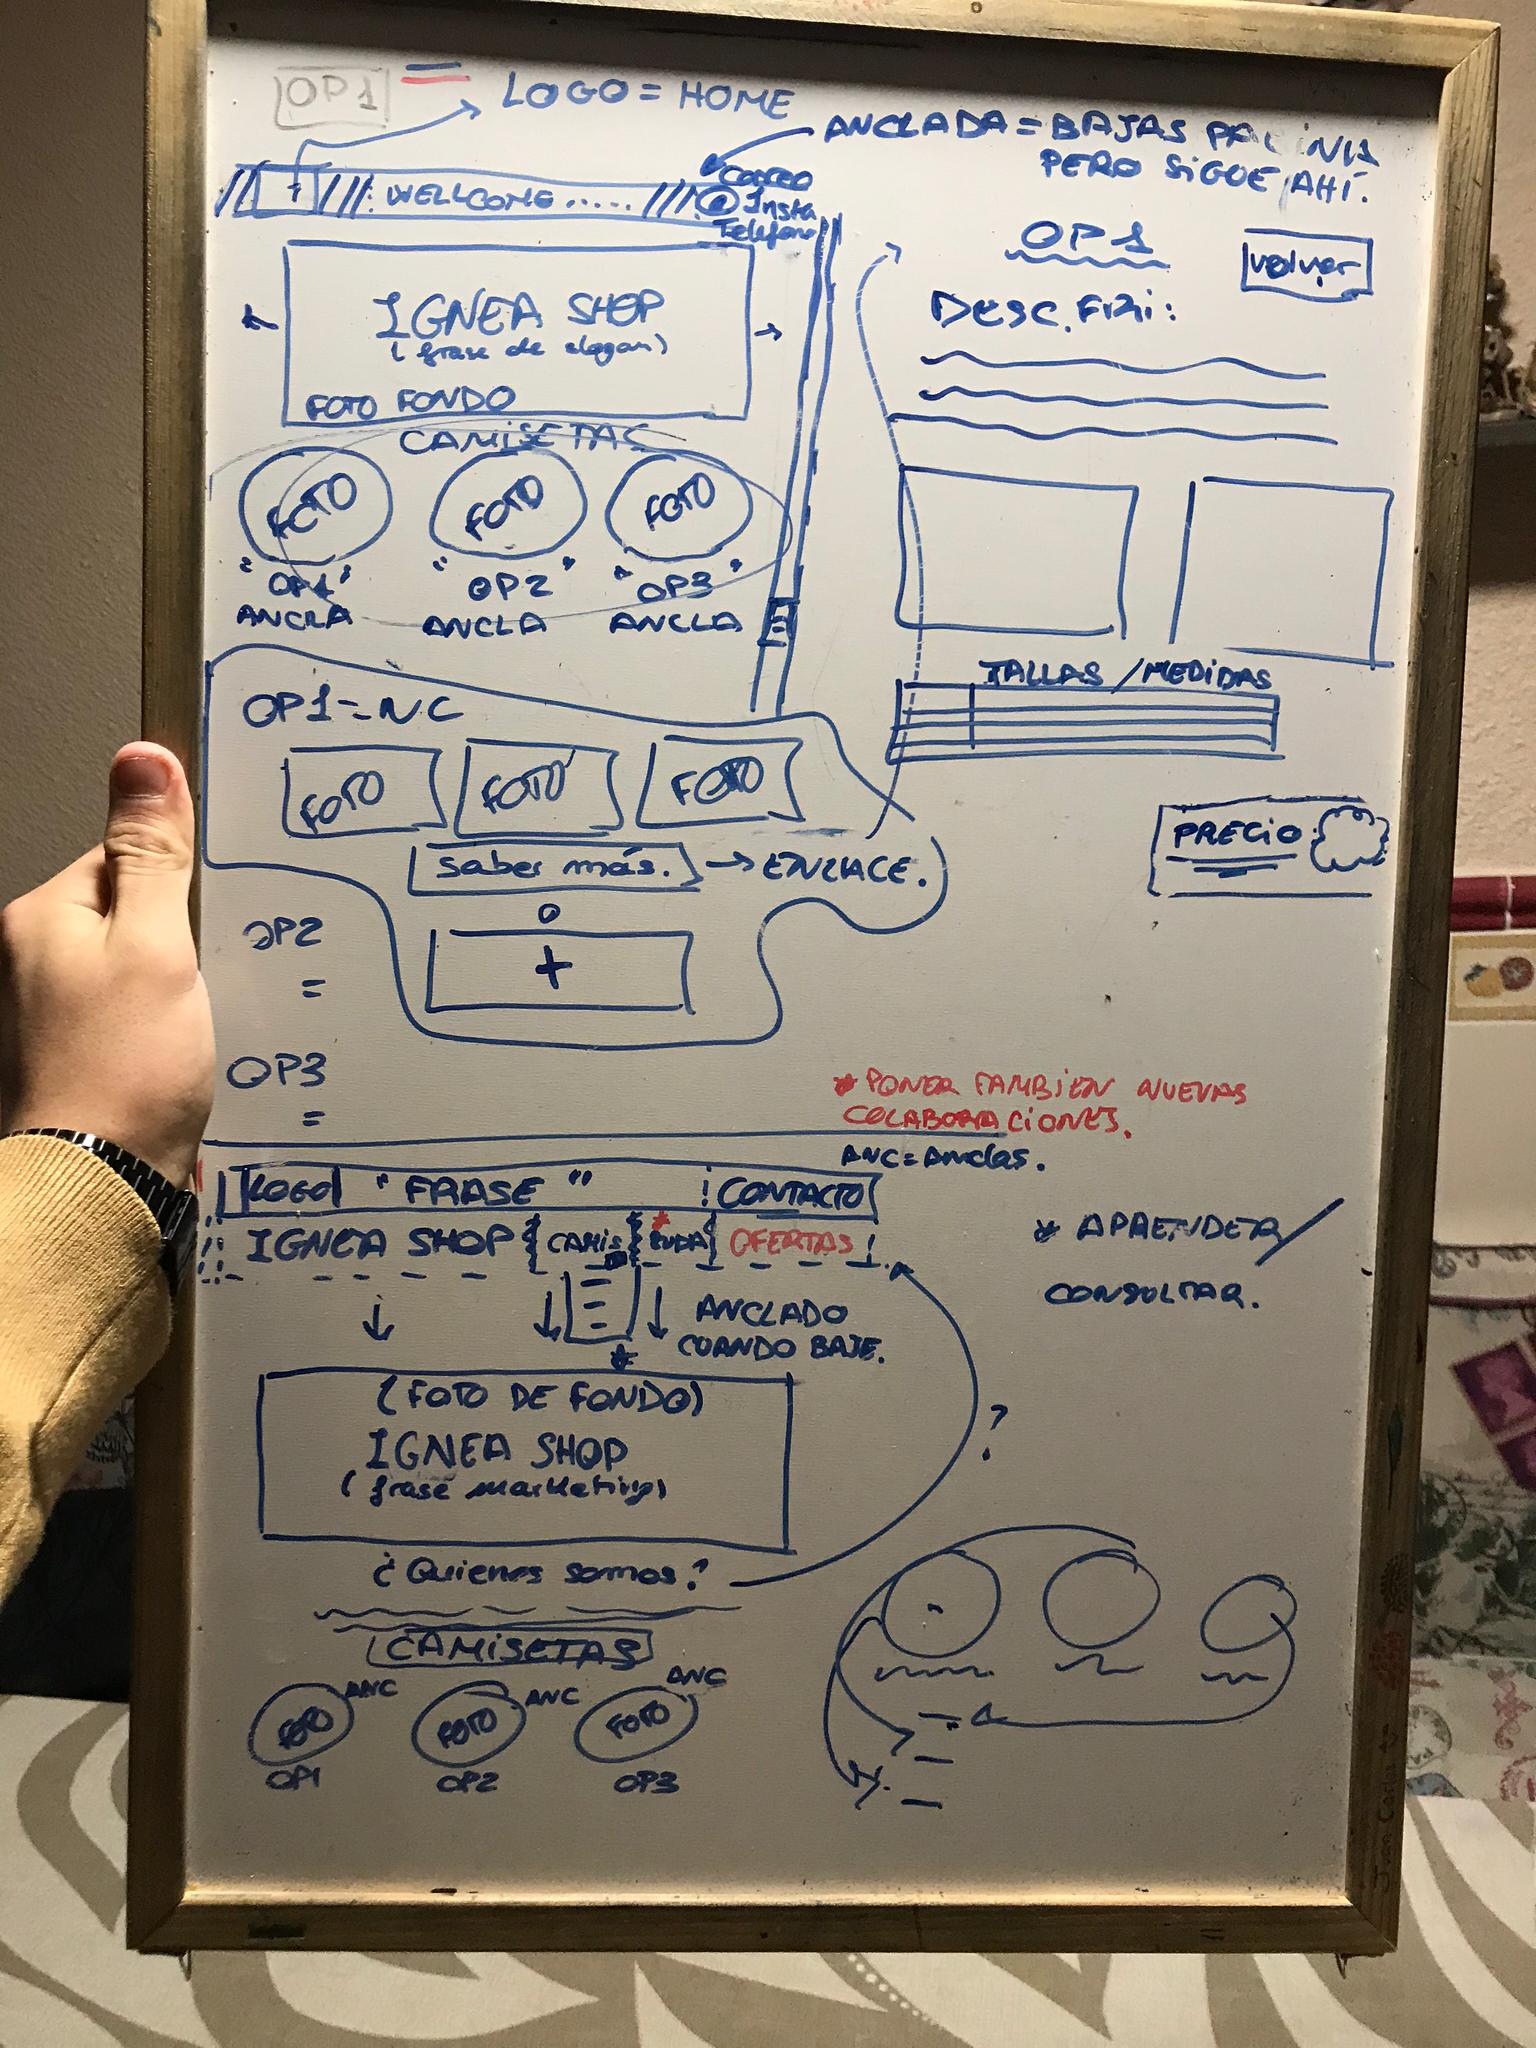 OP1
LOGO = HOME
ANCLADA = BAJAS
PERO SIGUE AHÍ.
WELLCOME .....
CORREO
@ Insta
Telefono
IGNEA SHOP
(frase de slogan)
FOTO FONDO
CAMISETAS
FOTO FOTO FOTO
"OP1" "OP2" "OP3"
ANCLA ANCLA ANCLA
OP1 = NC
FOTO FOTO FOTO
Saber más. → ENLACE.
o
+
OP2
=
OP3
=
OP1
volver
DESC.
TALLAS / MEDIDAS
PRECIO
* PONER TAMBIEN NUEVAS
COLABORACIONES.
ANC = Anclas.
LOGO "FRASE" CONTACTO
IGNEA SHOP CAMIS OFERTAS
ANCLADO
CUANDO BAJE.
*
* APRENDER/
CONSULTAR.
(FOTO DE FONDO)
IGNEA SHOP
(frase marketing)
?
¿Quienes somos?
CAMISETAS
ANC ANC ANC
FOTO FOTO FOTO
OP1 OP2 OP3